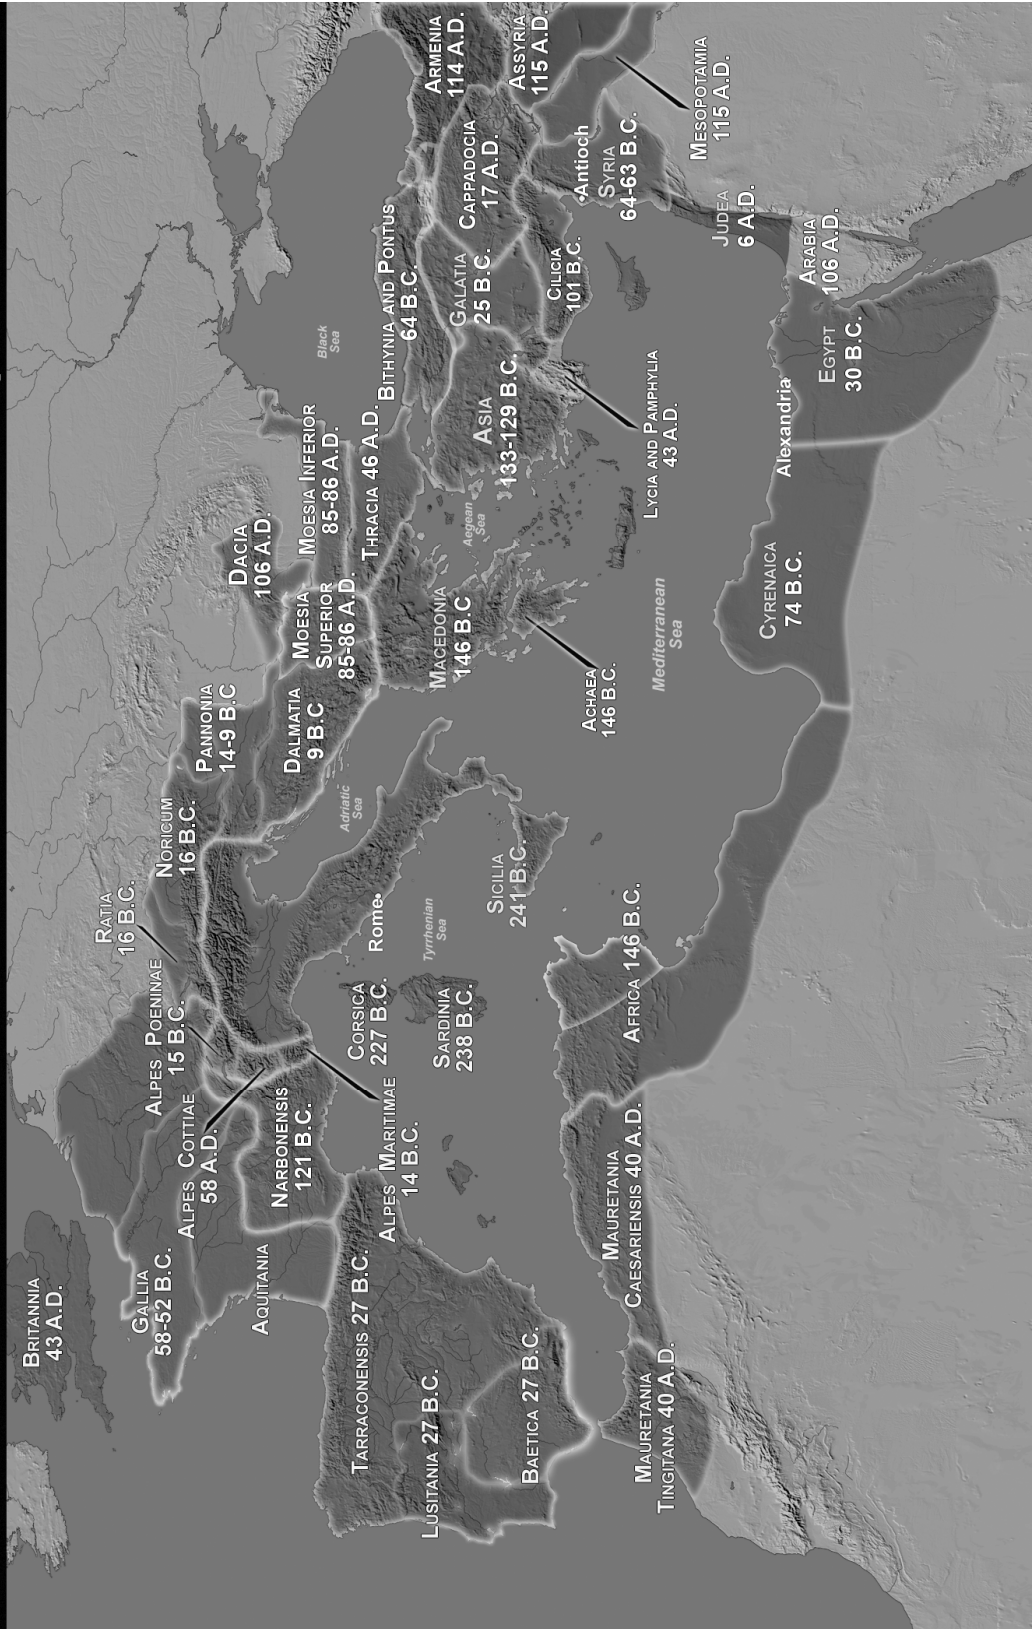 BRITANNIA
43 A.D.
GALLIA
58-52 B.C.
AQUITANIA
ALPES COTTIAE
58 A.D.
NARBONENSIS
121 B.C.
ALPES POENINAE
15 B.C.
RATIA
16 B.C.
NORICUM
16 B.C.
PANNONIA
14-9 B.C
DALMATIA
9 B.C
DACIA
106 A.D.
MOESIA
SUPERIOR
85-86 A.D.
MOESIA INFERIOR
85-86 A.D.
THRACIA 46 A.D.
Black
Sea
BITHYNIA AND PONTUS
64 B.C.
ARMENIA
114 A.D.
ASSYRIA
115 A.D.
CAPPADOCIA
17 A.D.
GALATIA
25 B.C.
ASIA
133-129 B.C.
CILICIA
101 B.C.
Antioch
SYRIA
64-63 B.C.
MESOPOTAMIA
115 A.D.
JUDEA
6 A.D.
ARABIA
106 A.D.
EGYPT
30 B.C.
Alexandria
LYCIA AND PAMPHYLIA
43 A.D.
Aegean
Sea
MACEDONIA
146 B.C
ACHAEA
146 B.C.
Mediterranean
Sea
CYRENAICA
74 B.C.
Adriatic
Sea
Rome
Tyrrhenian
Sea
SICILIA
241 B.C.
CORSICA
227 B.C.
SARDINIA
238 B.C.
ALPES MARITIMAE
14 B.C.
TARRACONENSIS 27 B.C.
LUSITANIA 27 B.C.
BAETICA 27 B.C.
AFRICA 146 B.C.
MAURETANIA
CAESARIENSIS 40 A.D.
MAURETANIA
TINGITANA 40 A.D.